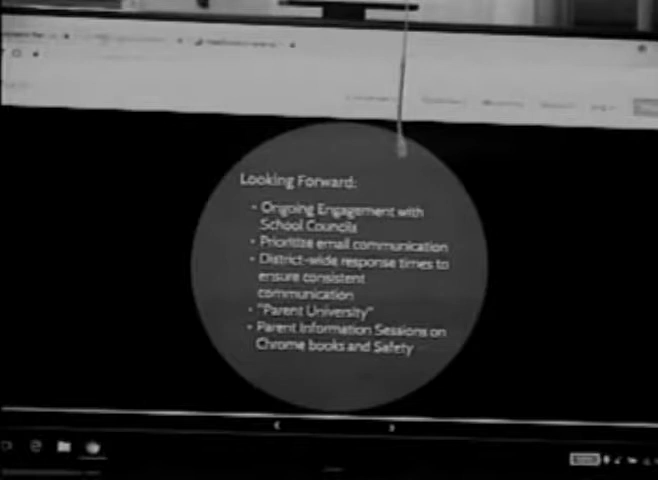 Looking Forward:
• Ongoing Engagement with
School Councils
• Prioritize email communication
• District-wide response times to
ensure consistent
communication
• "Parent University"
• Parent Information Sessions on
Chrome books and Safety